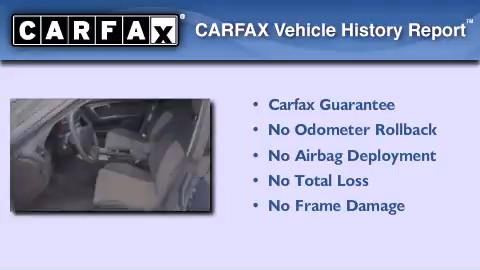 CARFAX® CARFAX Vehicle History Report™
• Carfax Guarantee
• No Odometer Rollback
• No Airbag Deployment
• No Total Loss
• No Frame Damage